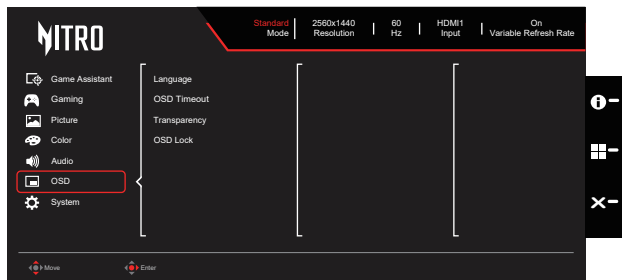 NITRO
Standard Mode
2560x1440 Resolution
60 Hz
HDMI1 Input
On Variable Refresh Rate
Game Assistant
Gaming
Picture
Color
Audio
OSD
System
Language
OSD Timeout
Transparency
OSD Lock
Move
Enter